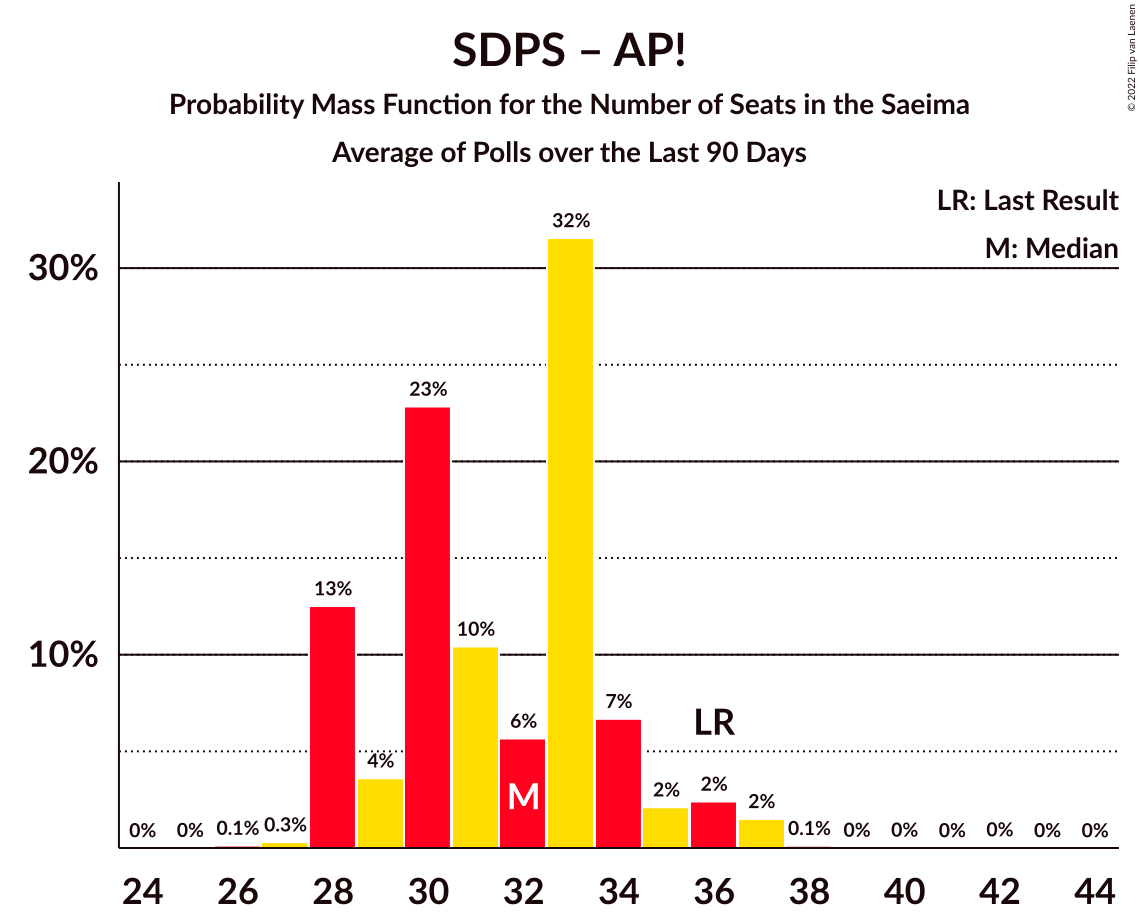 SDPS – AP!
Probability Mass Function for the Number of Seats in the Saeima
Average of Polls over the Last 90 Days
© 2022 Filip van Laenen
LR: Last Result
M: Median
30%
20%
10%
0% 0% 0.1% 0.3% 13% 4% 23% 10% 6% 32% 7% 2% 2% 2% 0.1% 0% 0% 0% 0% 0% 0%
M
LR
24 26 28 30 32 34 36 38 40 42 44